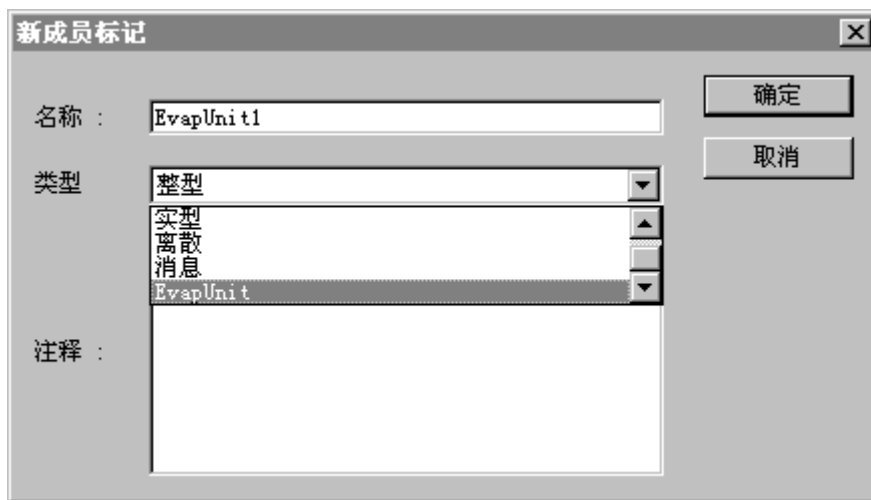 新成员标记
名称 : EvapUnit1
确定
取消
类型 整型
实型
离散
消息
EvapUnit
注释 :